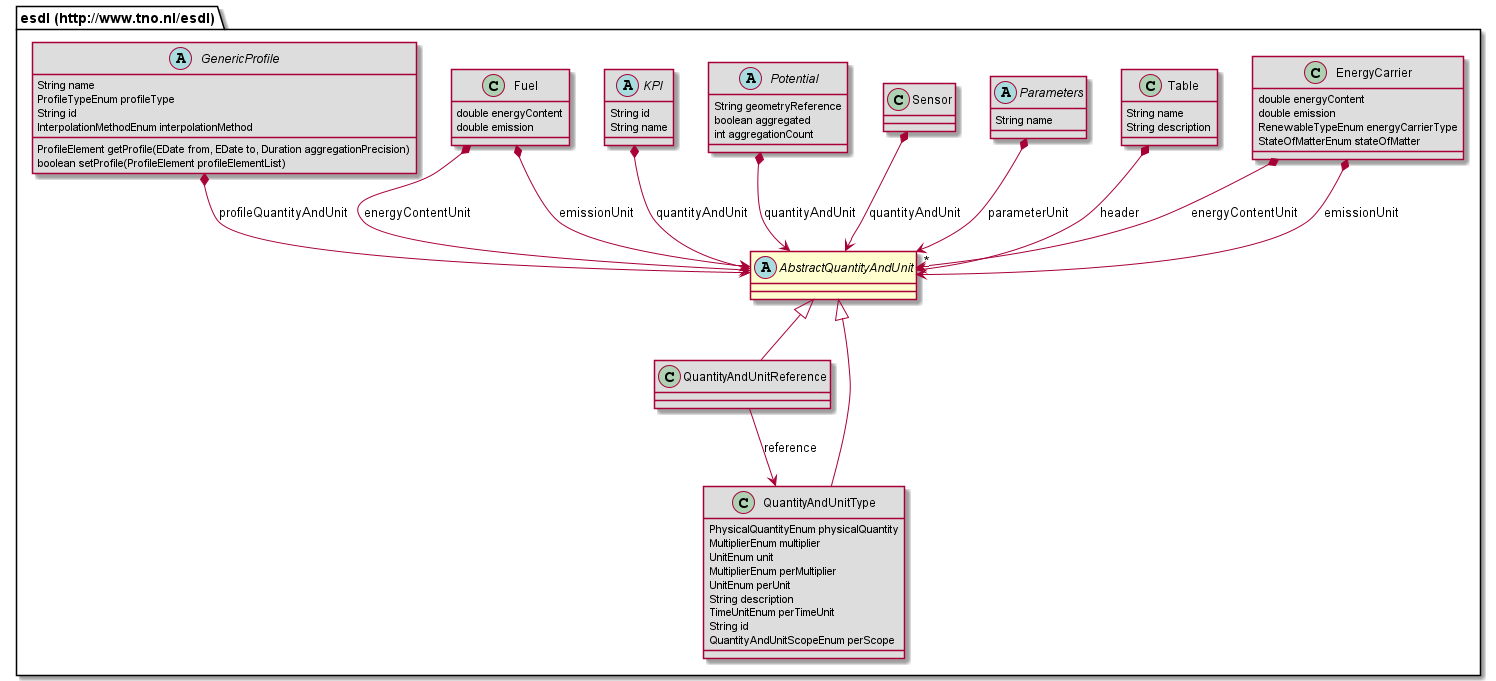 esdl (http://www.tno.nl/esdl)
A GenericProfile
String name
ProfileTypeEnum profileType
String id
InterpolationMethodEnum interpolationMethod
ProfileElement getProfile(EDate from, EDate to, Duration aggregationPrecision)
boolean setProfile(ProfileElement profileElementList)
C Fuel
double energyContent
double emission
A KPI
String id
String name
A Potential
String geometryReference
boolean aggregated
int aggregationCount
C Sensor
A Parameters
String name
C Table
String name
String description
C EnergyCarrier
double energyContent
double emission
RenewableTypeEnum energyCarrierType
StateOfMatterEnum stateOfMatter
profileQuantityAndUnit
energyContentUnit
emissionUnit
quantityAndUnit
quantityAndUnit
quantityAndUnit
parameterUnit
header
energyContentUnit
emissionUnit
*
A AbstractQuantityAndUnit
C QuantityAndUnitReference
reference
C QuantityAndUnitType
PhysicalQuantityEnum physicalQuantity
MultiplierEnum multiplier
UnitEnum unit
MultiplierEnum perMultiplier
UnitEnum perUnit
String description
TimeUnitEnum perTimeUnit
String id
QuantityAndUnitScopeEnum perScope